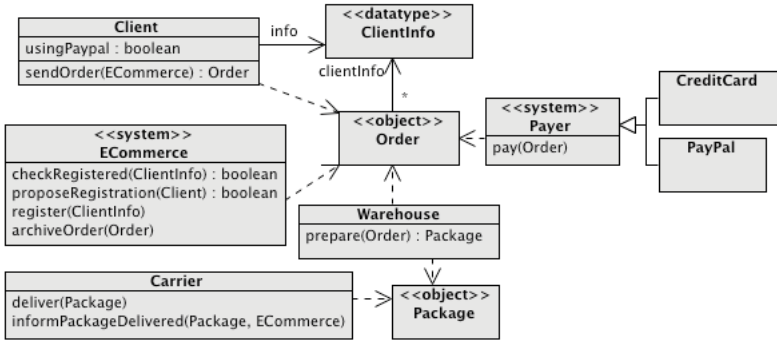 Client
usingPaypal : boolean
sendOrder(ECommerce) : Order
info
<<datatype>>
ClientInfo
clientInfo
*
<<object>>
Order
<<system>>
Payer
pay(Order)
CreditCard
PayPal
<<system>>
ECommerce
checkRegistered(ClientInfo) : boolean
proposeRegistration(Client) : boolean
register(ClientInfo)
archiveOrder(Order)
Warehouse
prepare(Order) : Package
Carrier
deliver(Package)
informPackageDelivered(Package, ECommerce)
<<object>>
Package